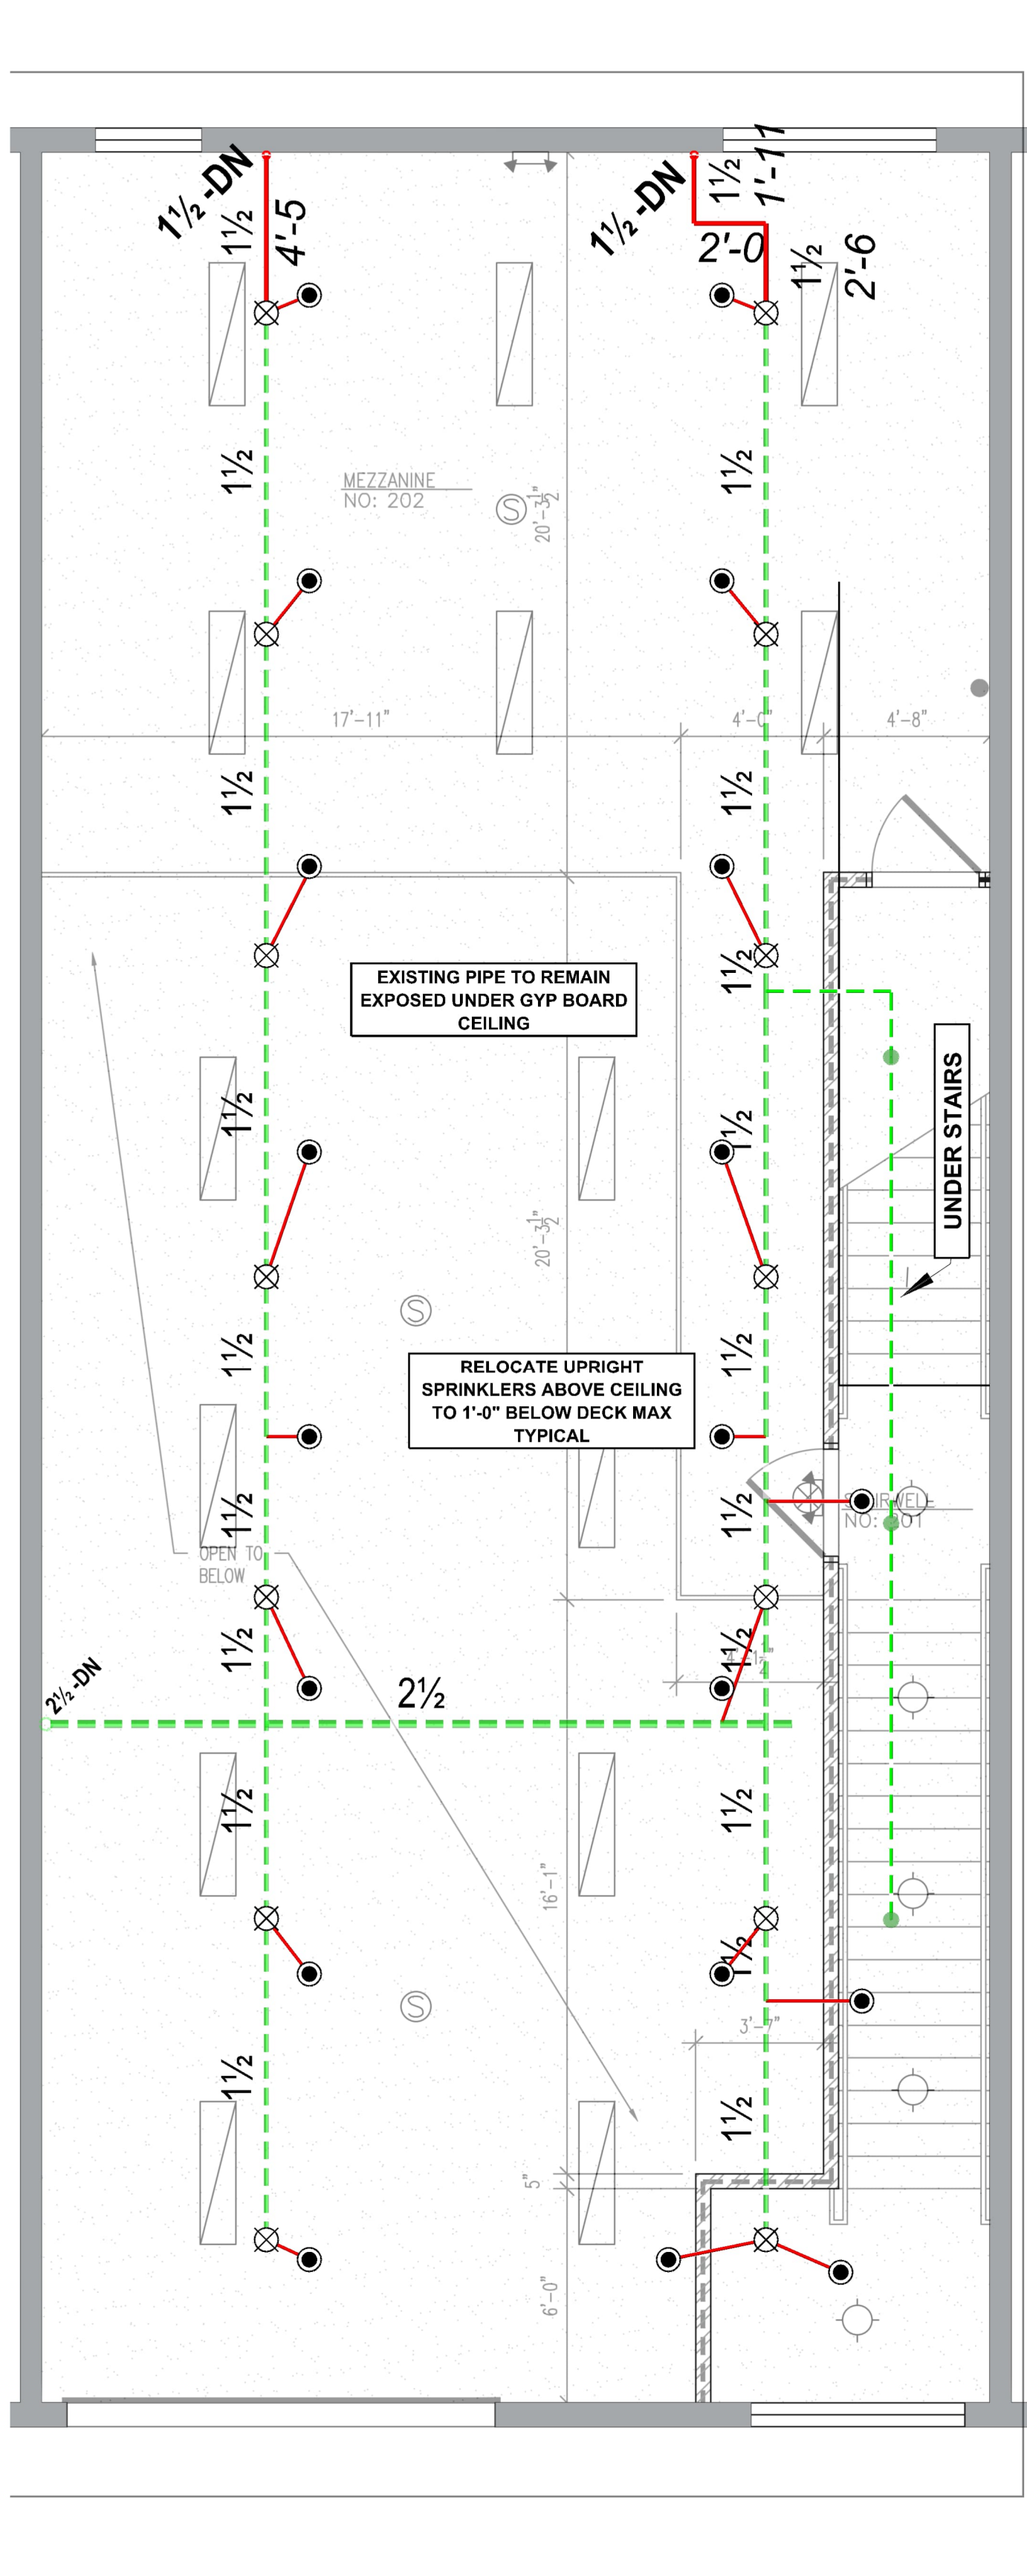 1½ -DN
1½
4'-5
1½ -DN
1½
1'-11
2'-0
1½
2'-6
1½
1½
MEZZANINE
NO: 202
20'-3½"
17'-11"
4'-0"
4'-8"
1½
1½
EXISTING PIPE TO REMAIN
EXPOSED UNDER GYP BOARD
CEILING
1½
UNDER STAIRS
1½
1½
20'-3½"
1½
1½
RELOCATE UPRIGHT
SPRINKLERS ABOVE CEILING
TO 1'-0" BELOW DECK MAX
TYPICAL
1½
1½
STAIRWELL
NO: 201
OPEN TO
BELOW
1½
1½
2½ -DN
2½
1½
1½
16'-1"
1½
3'-7"
1½
1½
5"
6'-0"
S
S
S